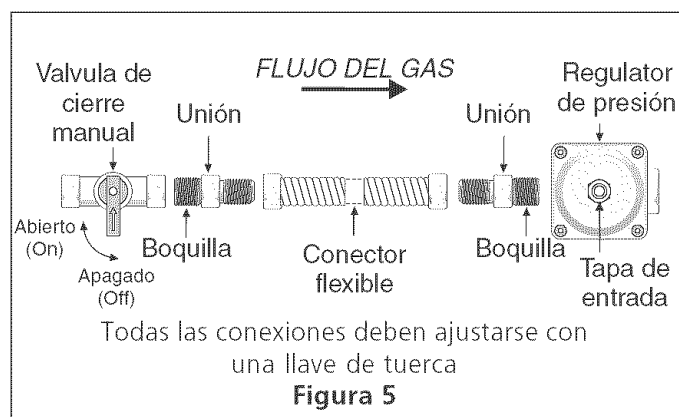 FLUJO DEL GAS
Valvula de
cierre
manual
Unión
Unión
Regulator
de presión
Abierto
(On)
Apagado
(Off)
Boquilla
Conector
flexible
Boquilla
Tapa de
entrada
Todas las conexiones deben ajustarse con
una llave de tuerca
Figura 5